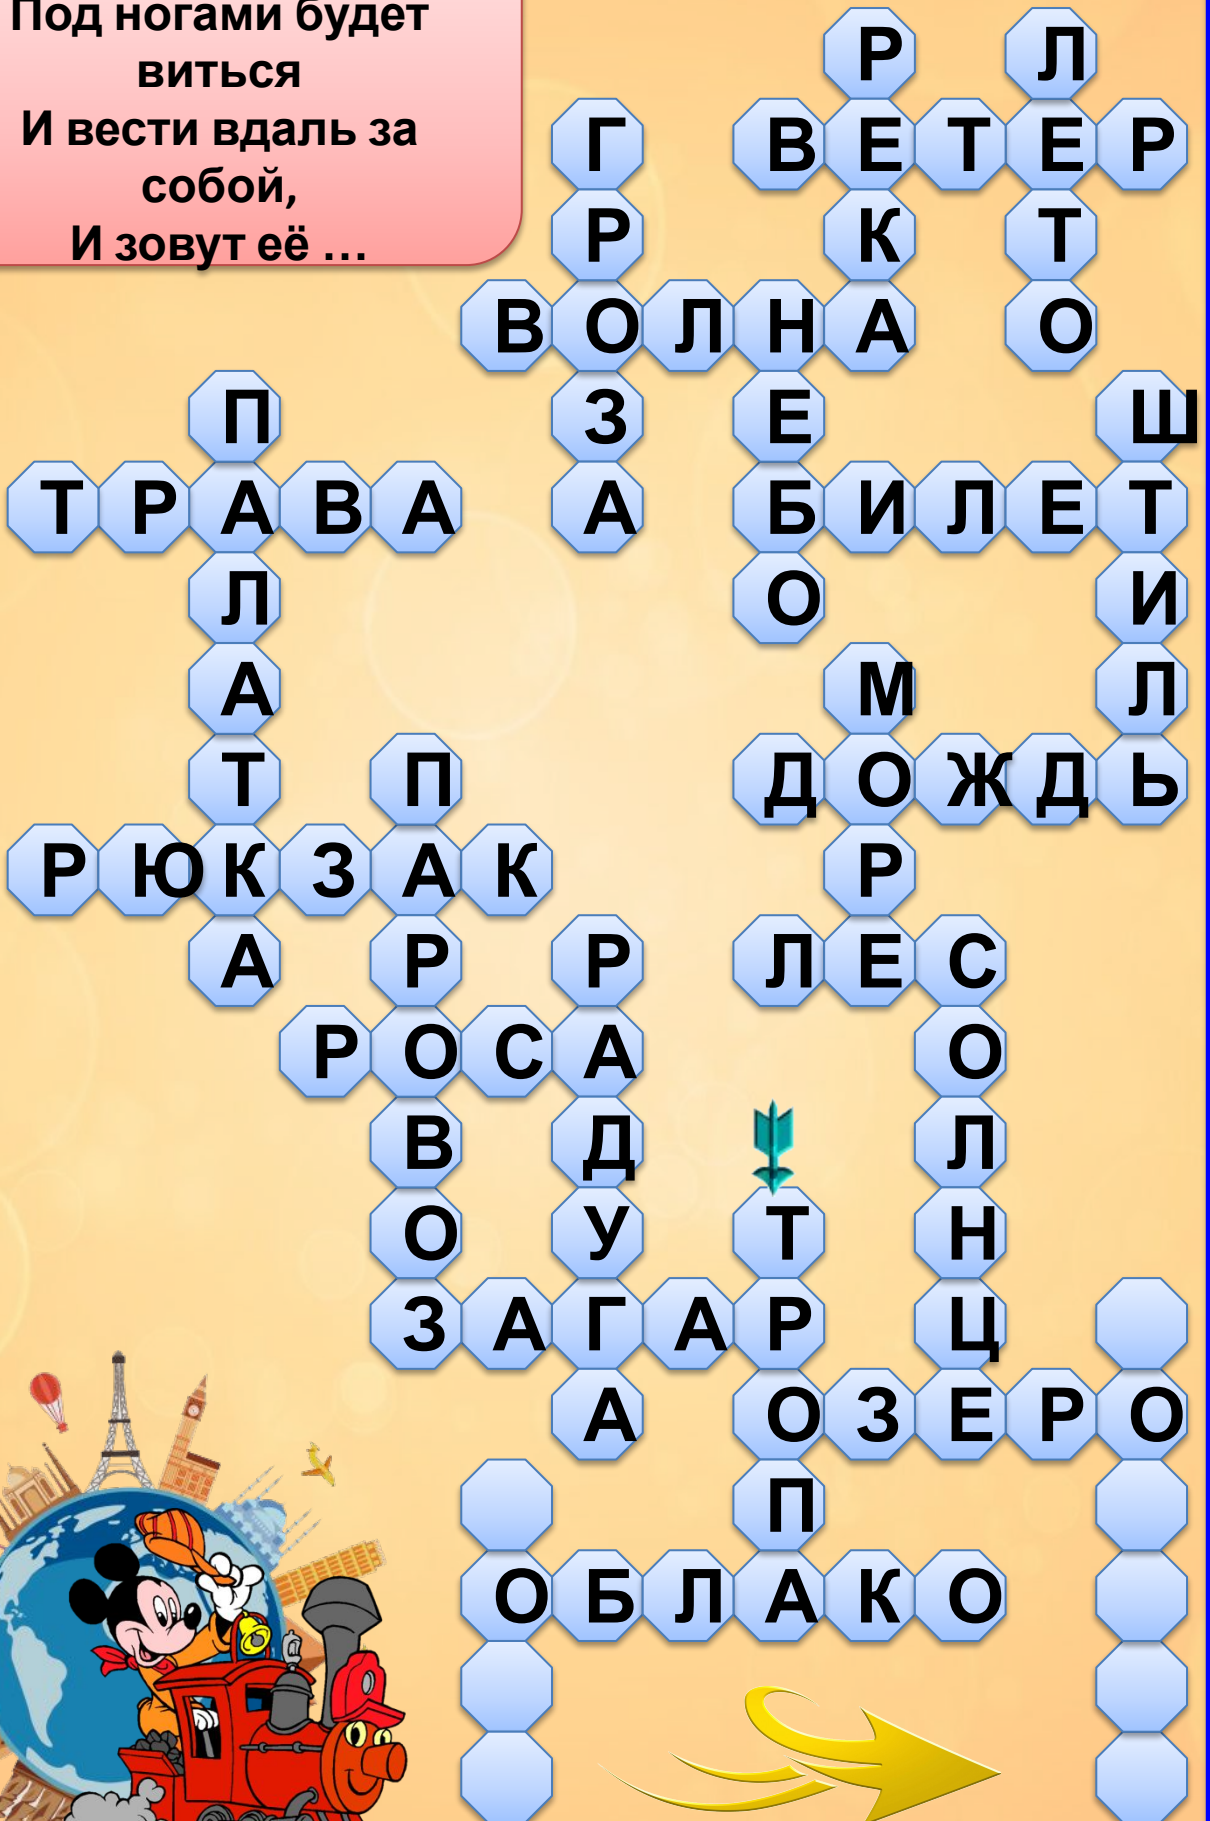 Под ногами будет
виться
И вести вдаль за
собой,
И зовут её …
Р Л
Г В Е Т Е Р
Р К Т
В О Л Н А О
П З Е Ш
Т Р А В А А Б И Л Е Т
Л О И
А М Л
Т П Д О Ж Д Ь
Р Ю К З А К Р
А Р Р Л Е С
Р О С А О
В Д Л
О У Т Н
З А Г А Р Ц
А О З Е Р О
П
О Б Л А К О